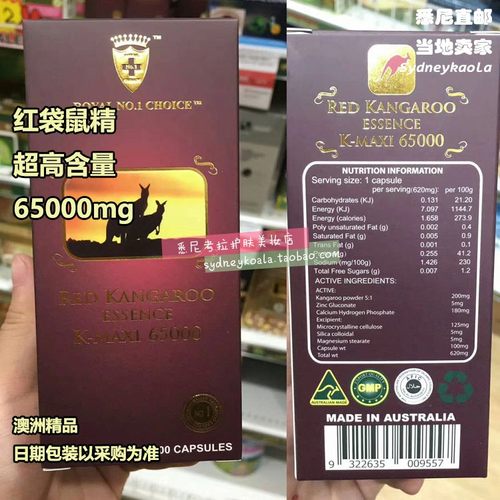 No.1
ROYAL NO.1 CHOICE™
红袋鼠精
超高含量
65000mg
悉尼考拉护肤美妆店
sydneykoala.taobao.com
RED KANGAROO
ESSENCE
K-MAXI 65000
澳洲精品
日期包装以采购为准
00 CAPSULES
悉尼直邮
当地卖家
sydneykaola
RED KANGAROO
ESSENCE
K-MAXI 65000
NUTRITION INFORMATION
Serving size: 1 capsule
per serving(620mg): per 100g
Carbohydrates (KJ) 0.131 21.20
Energy (KJ) 7.097 1144.7
Energy (calories) 1.658 273.9
Poly unsaturated Fat (g) 0.002 0.4
Saturated Fat (g) 0.005 0.9
Trans Fat (g) 0.001 0.1
0.255 41.2
Sodium (mg/100g) 1.426 230
Total Free Sugars (g) 0.007 1.2
ACTIVE INGREDIENTS:
ACTIVE:
Kangaroo powder 5:1 200mg
Zinc Gluconate 5mg
Calcium Hydrogen Phosphate 180mg
Excipient:
Microcrystalline cellulose 125mg
Silica colloidal 5mg
Magnesium stearate 5mg
Capsule wt 100mg
Total wt 620mg
AUSTRALIAN MADE
GMP
MADE IN AUSTRALIA
9 322635 009557